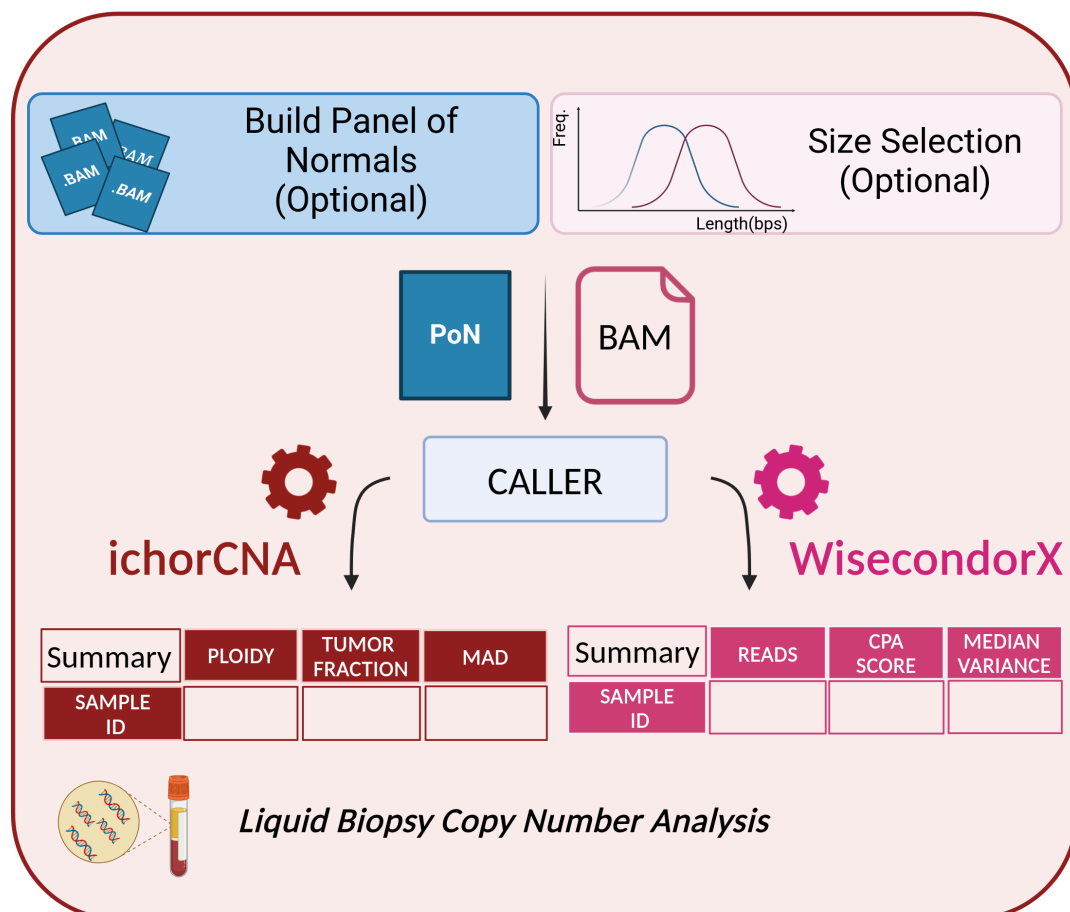 .BAM
.BAM
.BAM
.BAM
Build Panel of
Normals
(Optional)
Freq.
Length(bps)
Size Selection
(Optional)
PoN
BAM
CALLER
ichorCNA
WisecondorX
Summary
PLOIDY
TUMOR
FRACTION
MAD
SAMPLE
ID
Summary
READS
CPA
SCORE
MEDIAN
VARIANCE
SAMPLE
ID
Liquid Biopsy Copy Number Analysis